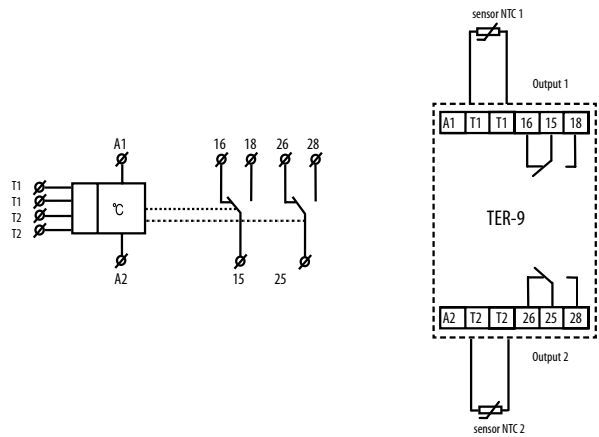 A1
16 18 26 28
T1
T1
T2
T2
℃
A2
15 25
sensor NTC 1
Output 1
A1 T1 T1 16 15 18
TER-9
A2 T2 T2 26 25 28
Output 2
sensor NTC 2